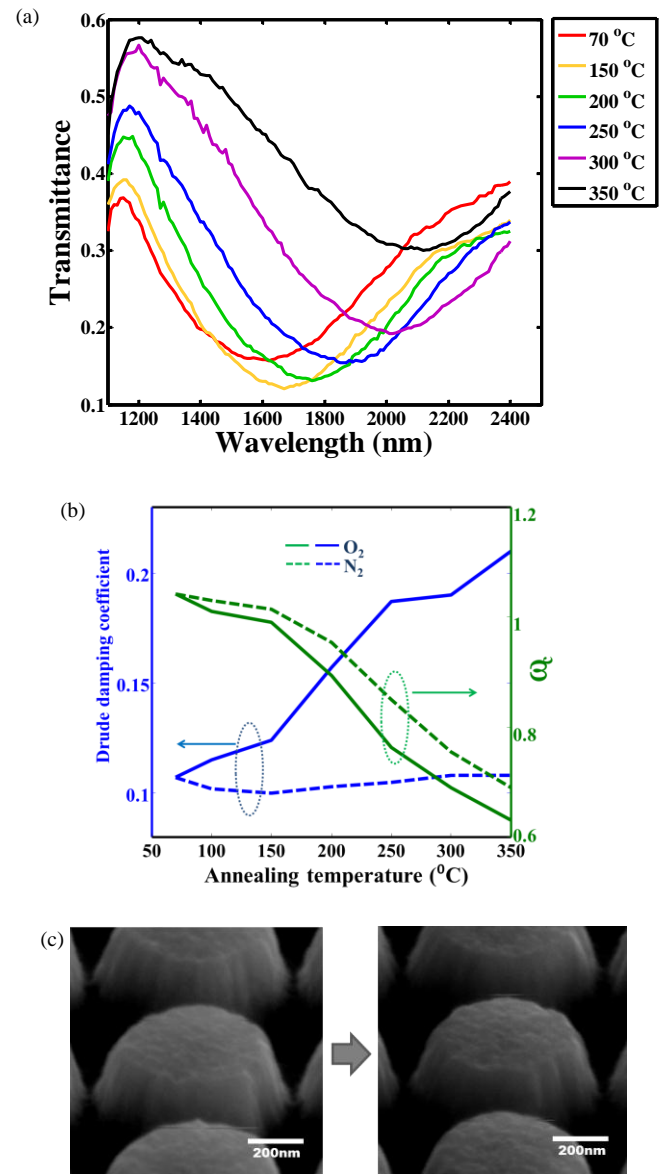 (a)
0.6
0.5
0.4
0.3
0.2
0.1
Transmittance
1200 1400 1600 1800 2000 2200 2400
Wavelength (nm)
70 °C
150 °C
200 °C
250 °C
300 °C
350 °C
(b)
Drude damping coefficient
0.2
0.15
0.1
O₂
N₂
1.2
1
0.8
0.6
50 100 150 200 250 300 350
Annealing temperature (⁰C)
(c)
200nm
200nm